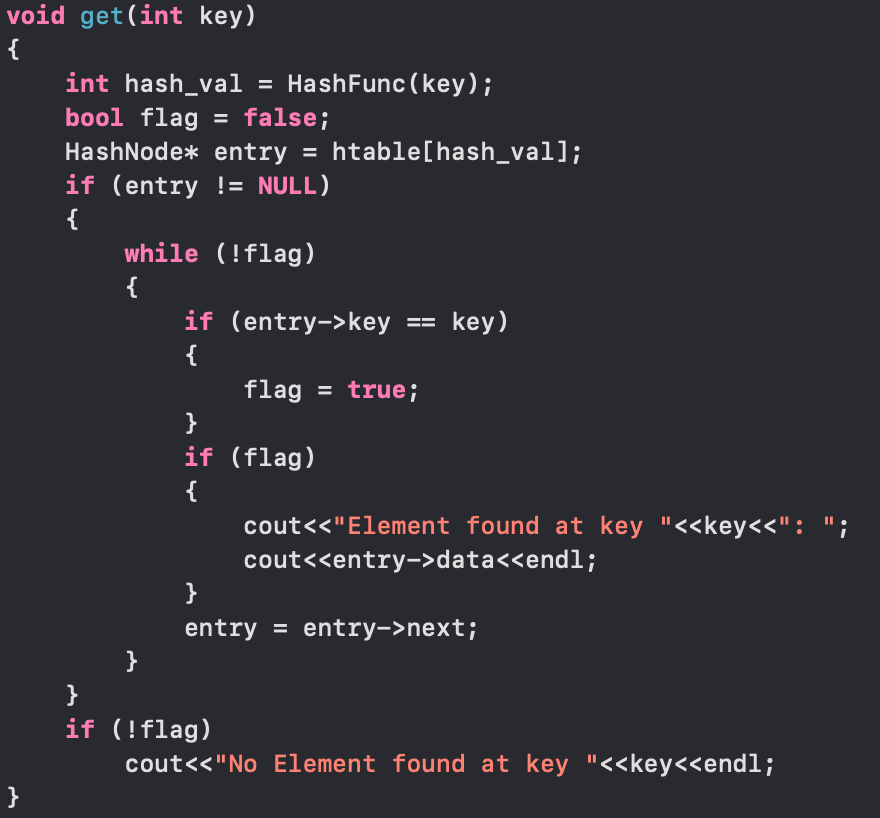 void get(int key)
{
    int hash_val = HashFunc(key);
    bool flag = false;
    HashNode* entry = htable[hash_val];
    if (entry != NULL)
    {
        while (!flag)
        {
            if (entry->key == key)
            {
                flag = true;
            }
            if (flag)
            {
                cout<<"Element found at key "<<key<<": ";
                cout<<entry->data<<endl;
            }
            entry = entry->next;
        }
    }
    if (!flag)
        cout<<"No Element found at key "<<key<<endl;
}